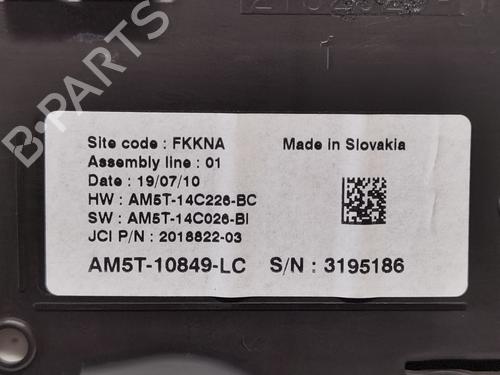 1
Site code : FKKNA
Made in Slovakia
Assembly line : 01
Date : 19/07/10
HW : AM5T-14C226-BC
SW : AM5T-14C026-BI
JCI P/N : 2018822-03
AM5T-10849-LC
S/N : 3195186
B-PARTS